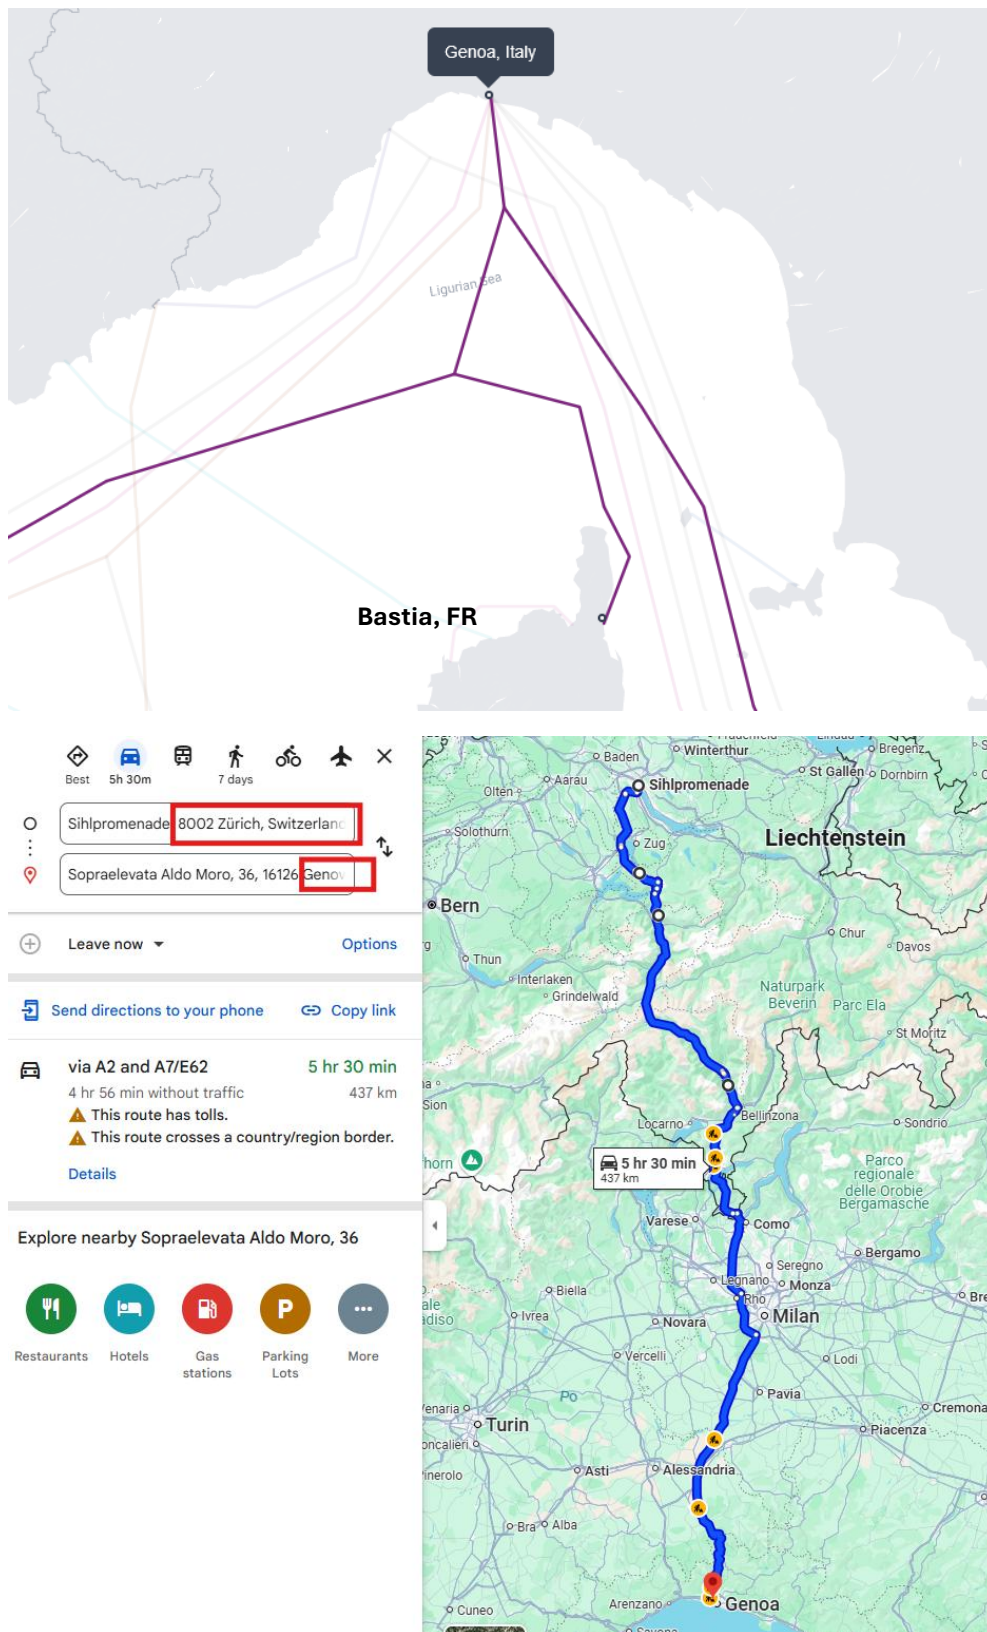 Genoa, Italy
Ligurian Sea
Bastia, FR
Best
5h 30m
7 days
Sihlpromenade, 8002 Zürich, Switzerland
Sopraelevata Aldo Moro, 36, 16126 Genov
Leave now
Options
Send directions to your phone
Copy link
via A2 and A7/E62
5 hr 30 min
4 hr 56 min without traffic
437 km
This route has tolls.
This route crosses a country/region border.
Details
Explore nearby Sopraelevata Aldo Moro, 36
Restaurants
Hotels
Gas stations
Parking Lots
More
P
Winterthur
Bregenz
Baden
St Gallen
Dornbirn
Aarau
Sihlpromenade
Olten
Solothurn
Zug
Liechtenstein
Bern
Chur
Davos
Thun
Interlaken
Grindelwald
Naturpark
Beverin
Parc Ela
St Moritz
Sion
Locarno
Bellinzona
Sondrio
5 hr 30 min
437 km
Parco
regionale
delle Orobie
Bergamasche
Varese
Como
Bergamo
Seregno
Legnano
Monza
Biella
Rho
Ivrea
Novara
Milan
Vercelli
Lodi
Po
Pavia
Cremona
Turin
Piacenza
Asti
Alessandria
Bra
Alba
Arenzano
Genoa
Cuneo
Savona